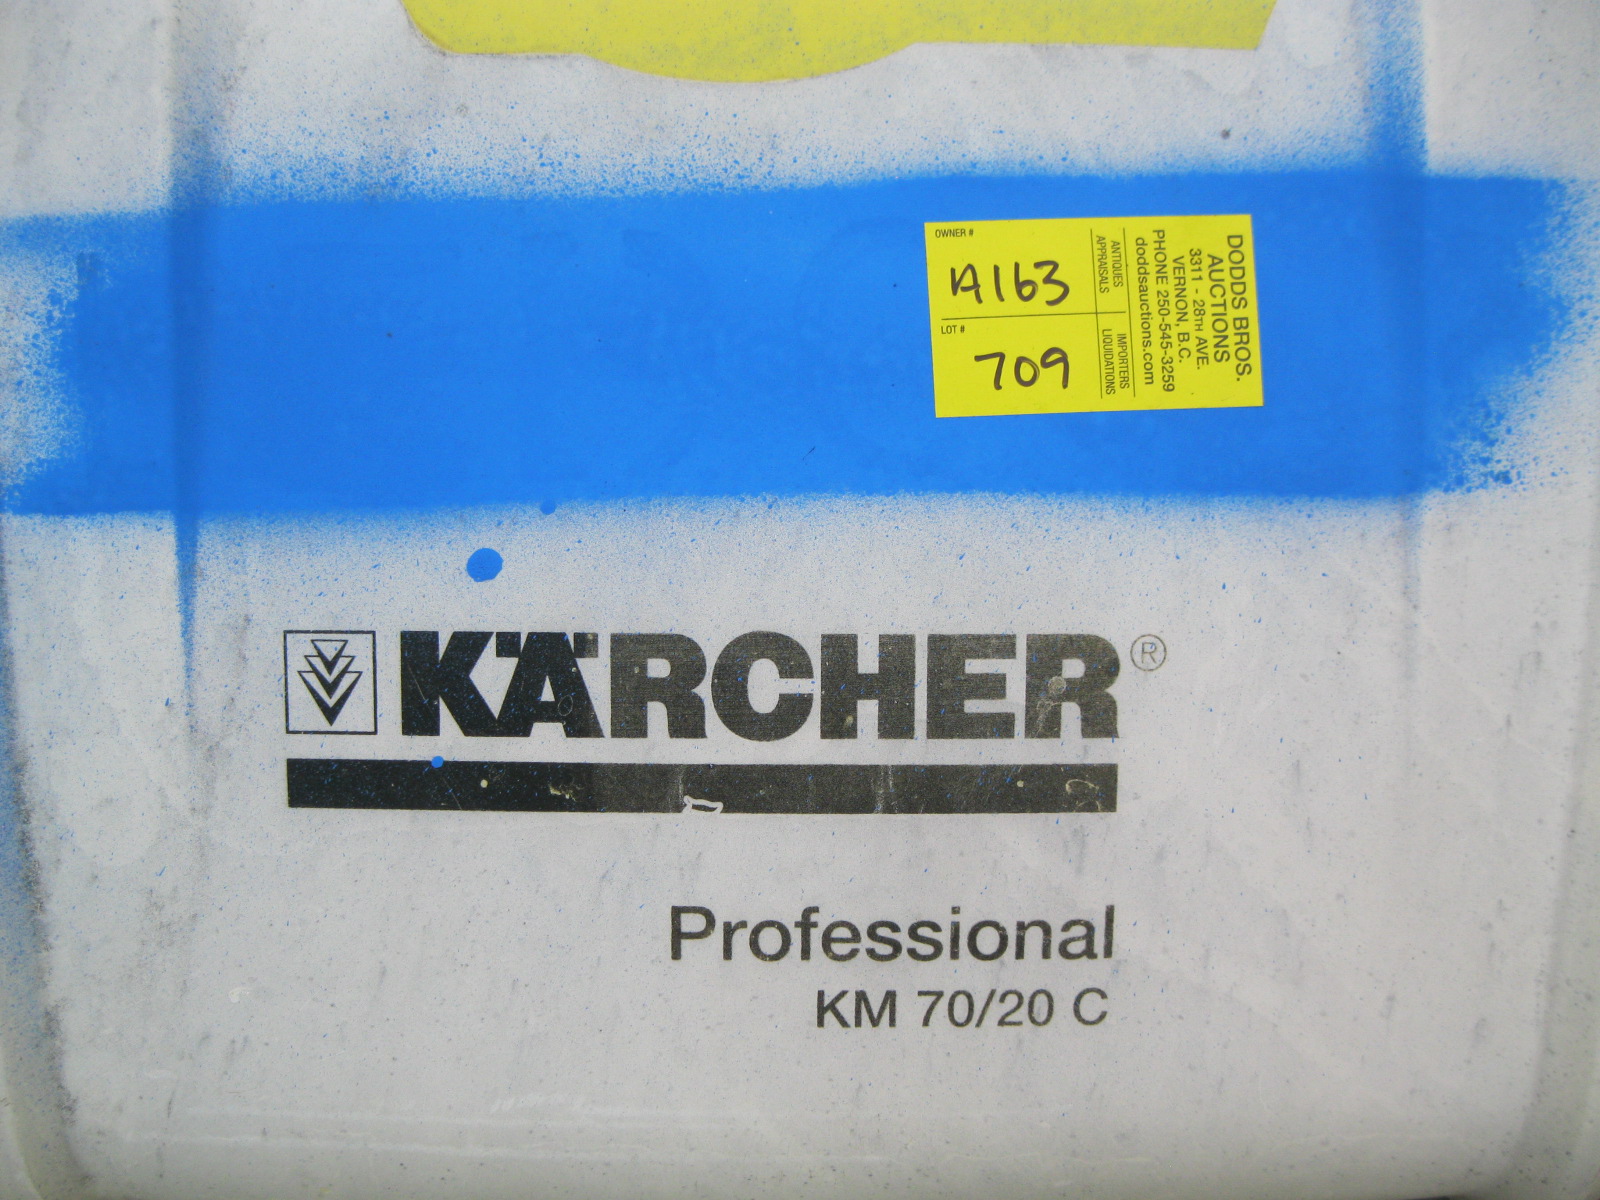 OWNER #
A163
LOT #
709
ANTIQUES
APPRAISALS
IMPORTERS
LIQUIDATIONS
DODDS BROS.
AUCTIONS
3311 - 28TH AVE.
VERNON, B.C.
PHONE 250-545-3259
doddsauctions.com
KÄRCHER®
Professional
KM 70/20 C